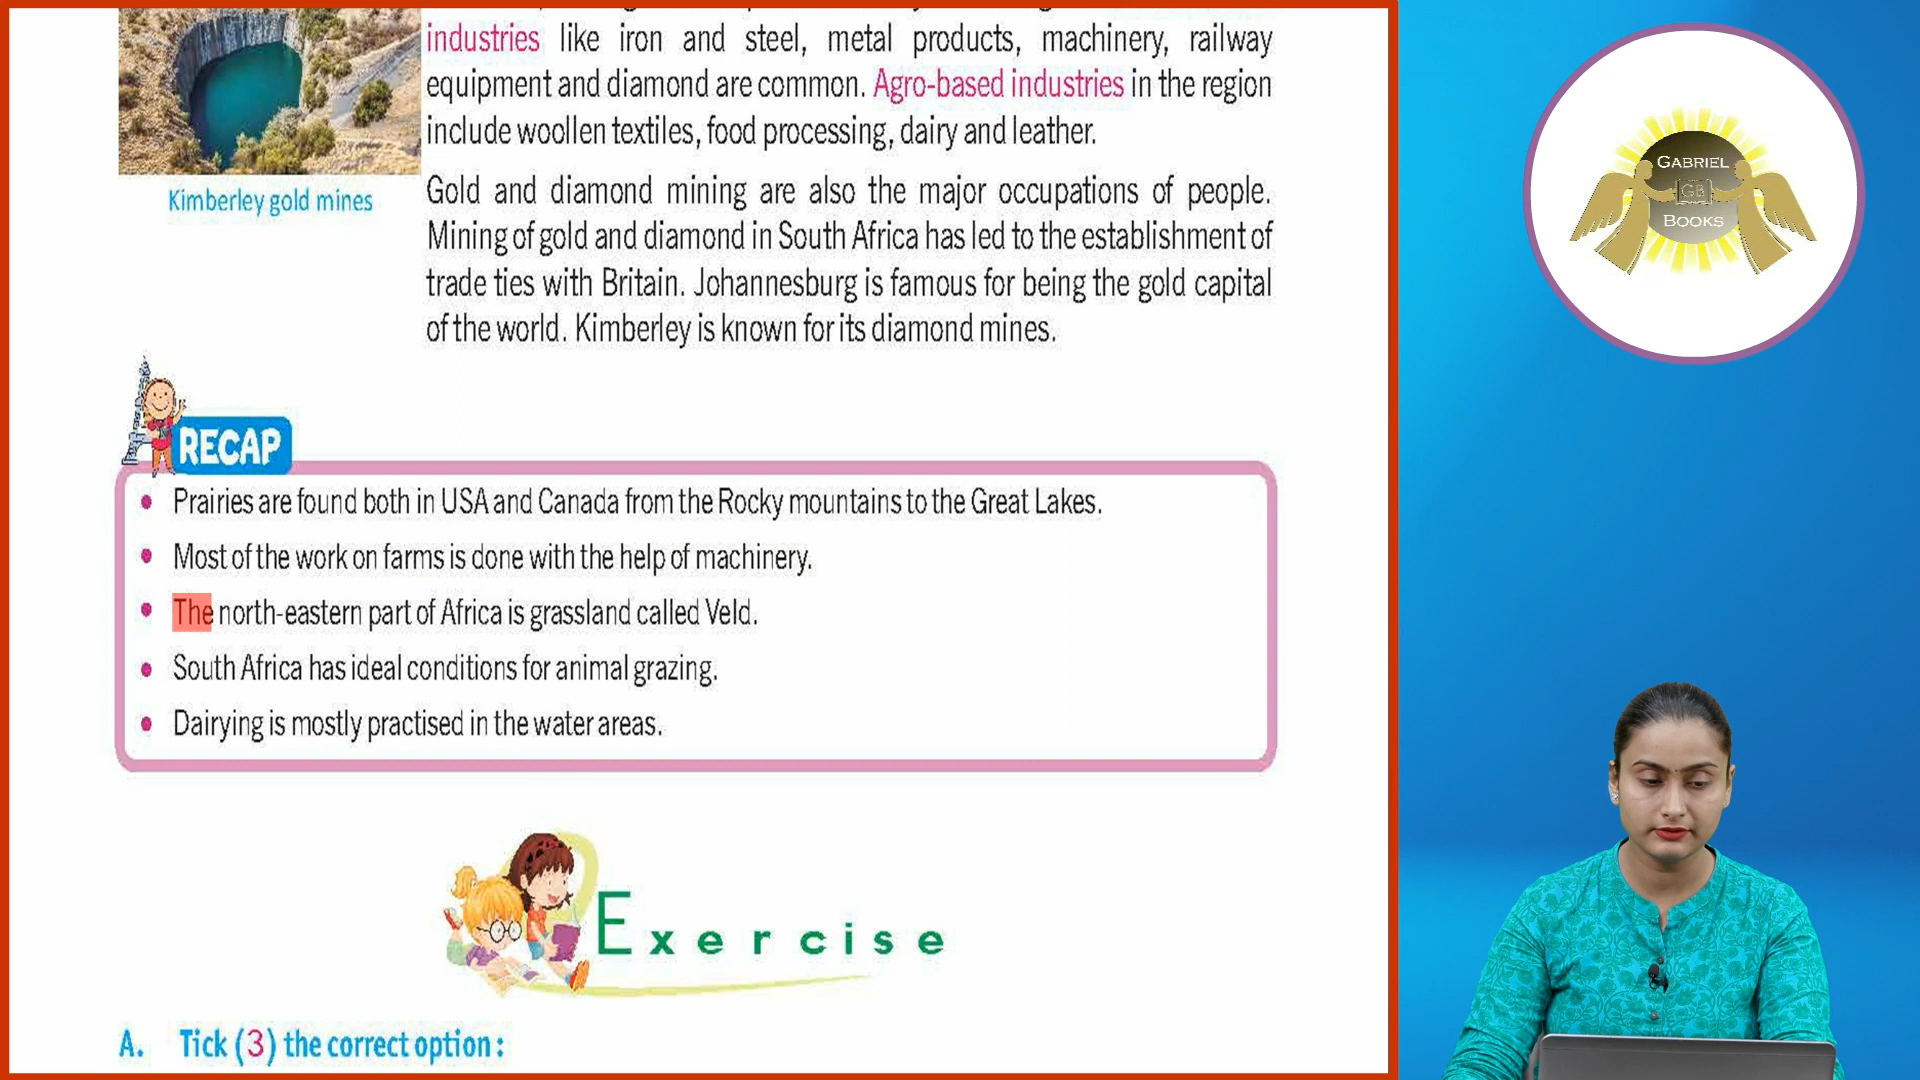 industries like iron and steel, metal products, machinery, railway
equipment and diamond are common. Agro-based industries in the region
include woollen textiles, food processing, dairy and leather.
Kimberley gold mines
Gold and diamond mining are also the major occupations of people.
Mining of gold and diamond in South Africa has led to the establishment of
trade ties with Britain. Johannesburg is famous for being the gold capital
of the world. Kimberley is known for its diamond mines.
RECAP
• Prairies are found both in USA and Canada from the Rocky mountains to the Great Lakes.
• Most of the work on farms is done with the help of machinery.
• The north-eastern part of Africa is grassland called Veld.
• South Africa has ideal conditions for animal grazing.
• Dairying is mostly practised in the water areas.
Exercise
A. Tick (3) the correct option :
GABRIEL
GB
BOOKS